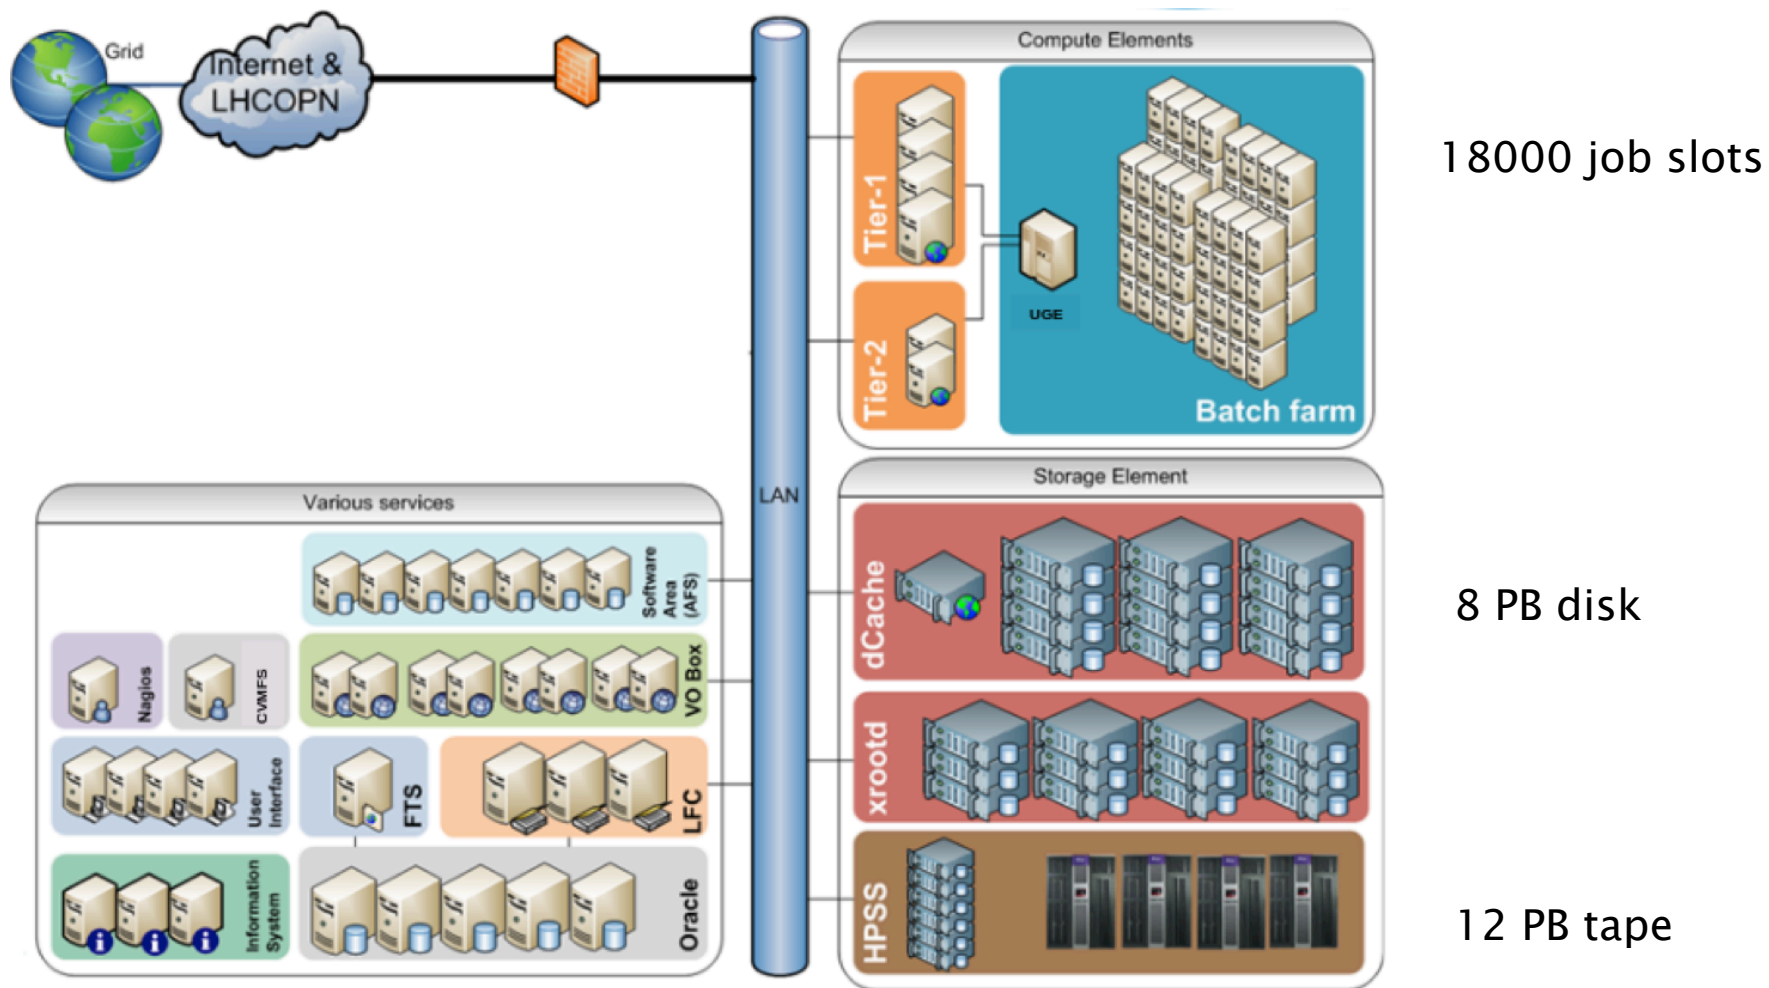 Grid
Internet &
LHCOPN
Compute Elements
Tier-1
Tier-2
UGE
Batch farm
18000 job slots
LAN
Storage Element
dCache
8 PB disk
xrootd
HPSS
12 PB tape
Various services
Software
Area
(AFS)
Nagios
CVMFS
VO Box
User
Interface
FTS
LFC
Information
System
Oracle